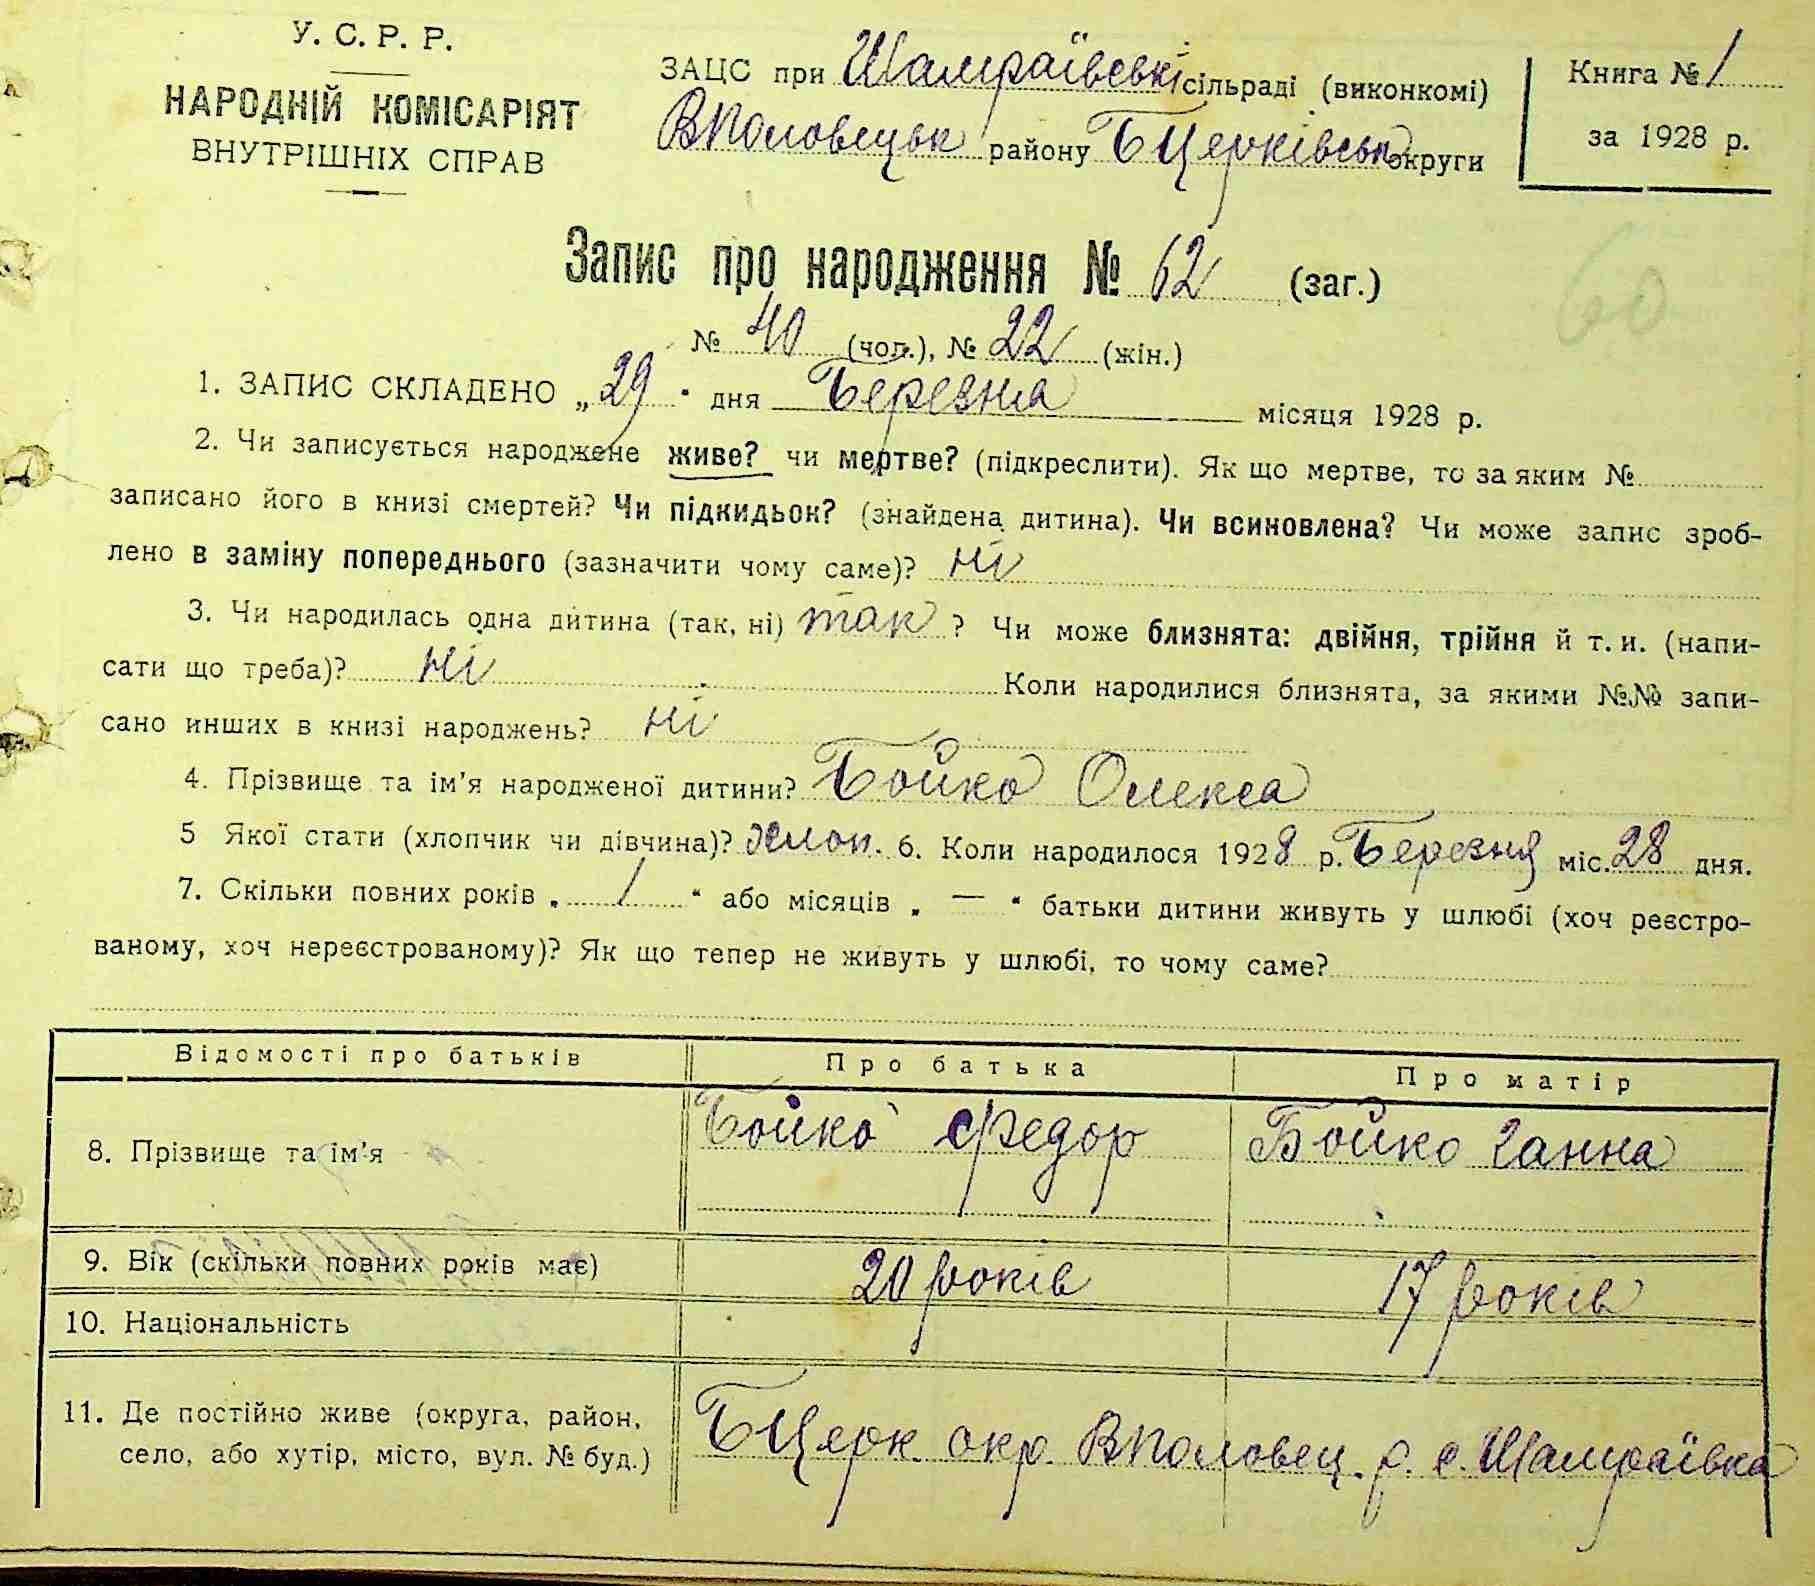 У. С. Р. Р.
НАРОДНІЙ КОМІСАРІЯТ
ВНУТРІШНІХ СПРАВ
ЗАЦС при Шамраївські сільраді (виконкомі)
ВПоловецьк району БЦерківськ округи
Книга № 1
за 1928 р.
Запис про народження № 62 (заг.)
60
№ 40 (чол.), № 22 (жін.)
1. ЗАПИС СКЛАДЕНО „29" дня Березня місяця 1928 р.
2. Чи записується народжене живе? чи мертве? (підкреслити). Як що мертве, то за яким №
записано його в книзі смертей? Чи підкидьок? (знайдена дитина). Чи всиновлена? Чи може запис зроб-
лено в заміну попереднього (зазначити чому саме)? ні
3. Чи народилась одна дитина (так, ні) так ? Чи може близнята: двійня, трійня й т. и. (напи-
сати що треба)? ні Коли народилися близнята, за якими №№ запи-
сано инших в книзі народжень? ні
4. Прізвище та ім'я народженої дитини? Бойко Олекса
5 Якої стати (хлопчик чи дівчина)? хлоп. 6. Коли народилося 1928 р. Березня міс. 28 дня.
7. Скільки повних років „ 1 " або місяців „ — " батьки дитини живуть у шлюбі (хоч реєстро-
ваному, хоч нереєстрованому)? Як що тепер не живуть у шлюбі, то чому саме?
Відомості про батьків Про батька Про матір
8. Прізвище та ім'я Бойко Федор Бойко Ганна
9. Вік (скільки повних років має) 20 років 17 років
10. Національність
11. Де постійно живе (округа, район,
село, або хутір, місто, вул. № буд.) БЦерк. окр. ВПоловец. р. с. Шамраївка